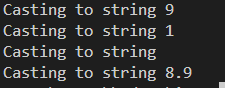 Casting to string 9
Casting to string 1
Casting to string
Casting to string 8.9